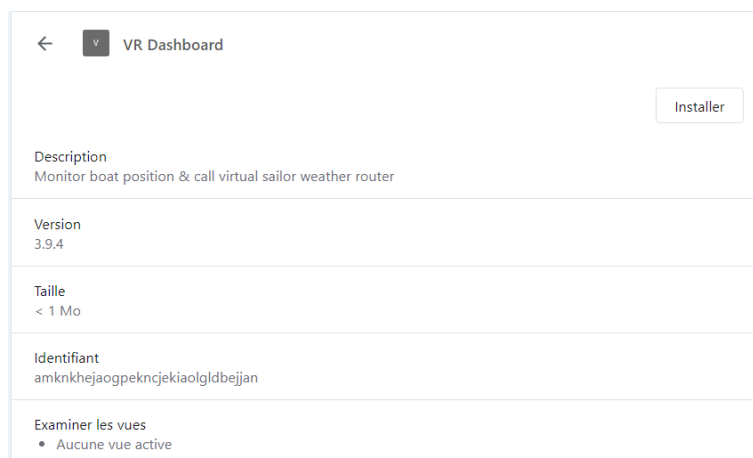 V VR Dashboard
Installer
Description
Monitor boat position & call virtual sailor weather router
Version
3.9.4
Taille
< 1 Mo
Identifiant
amknkhejaogpekncjekiaolgldbejjan
Examiner les vues
• Aucune vue active